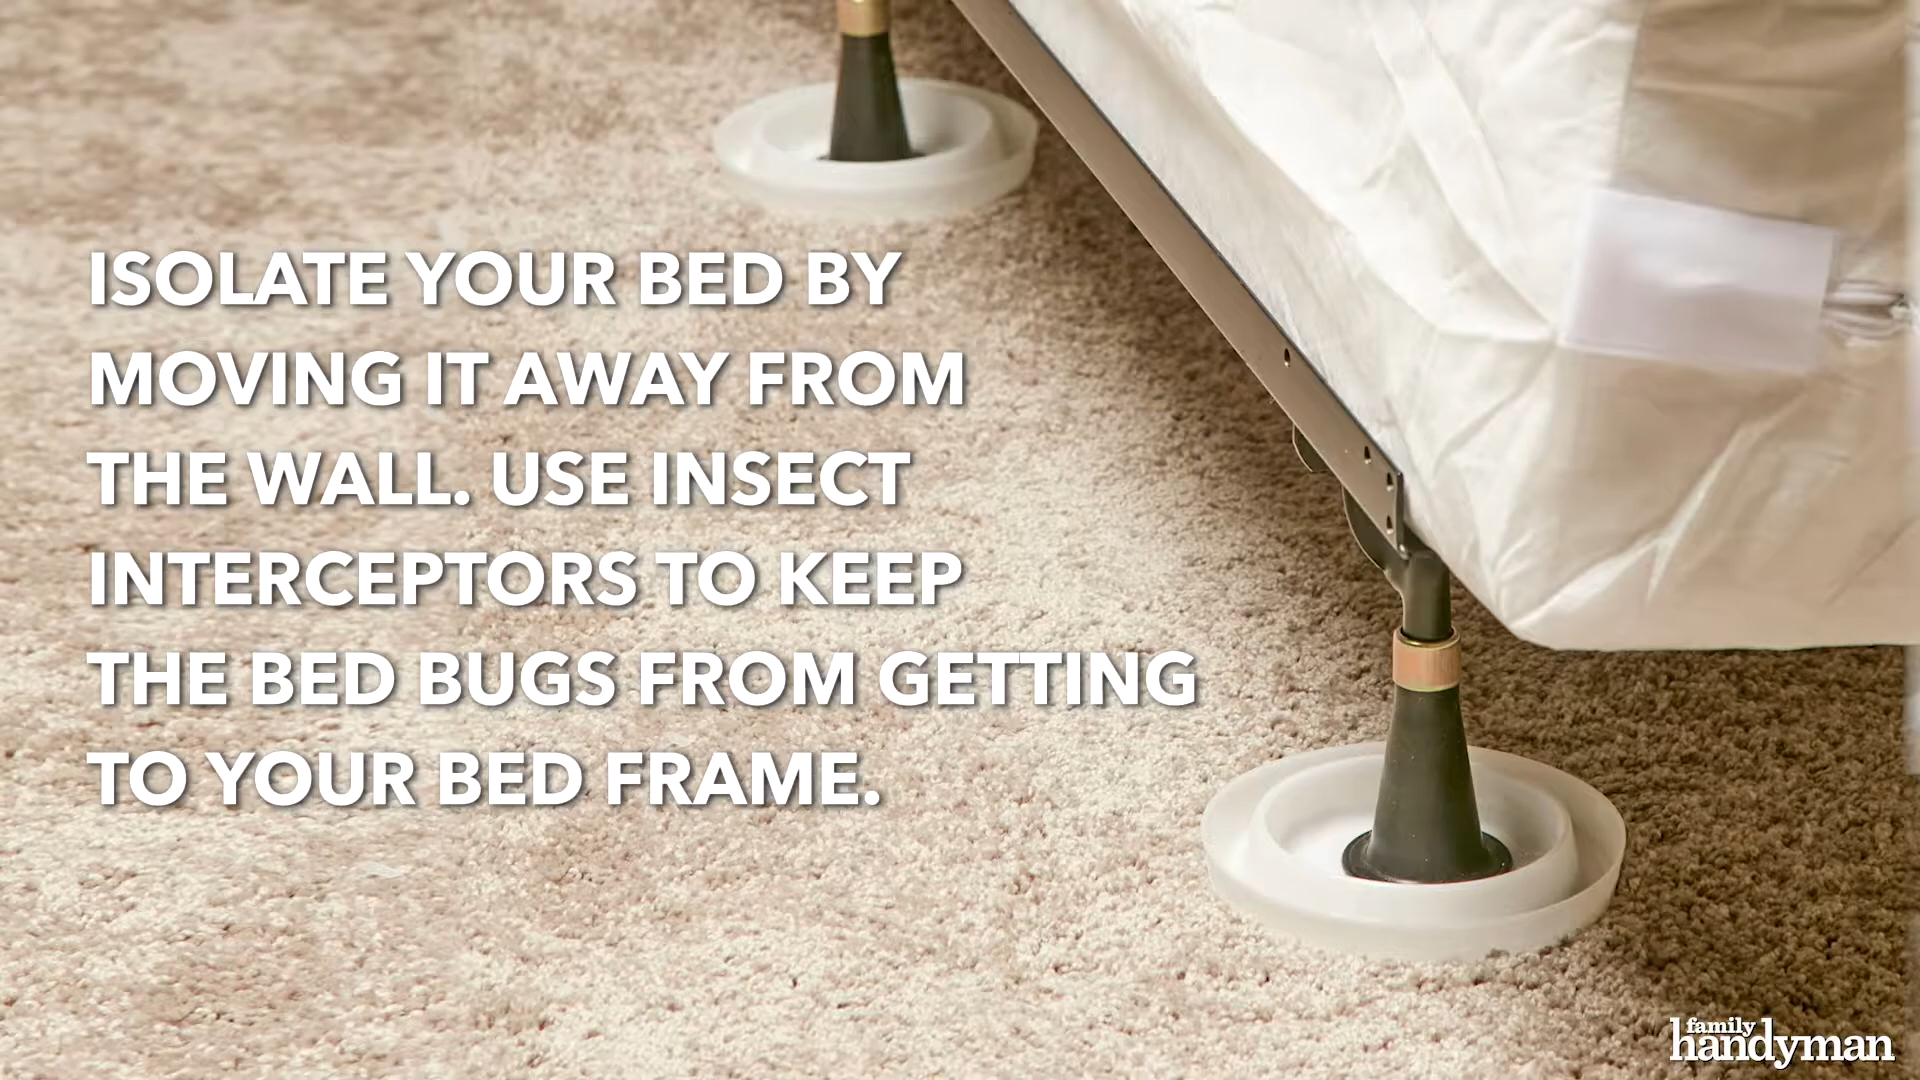 ISOLATE YOUR BED BY
MOVING IT AWAY FROM
THE WALL. USE INSECT
INTERCEPTORS TO KEEP
THE BED BUGS FROM GETTING
TO YOUR BED FRAME.
family
handyman